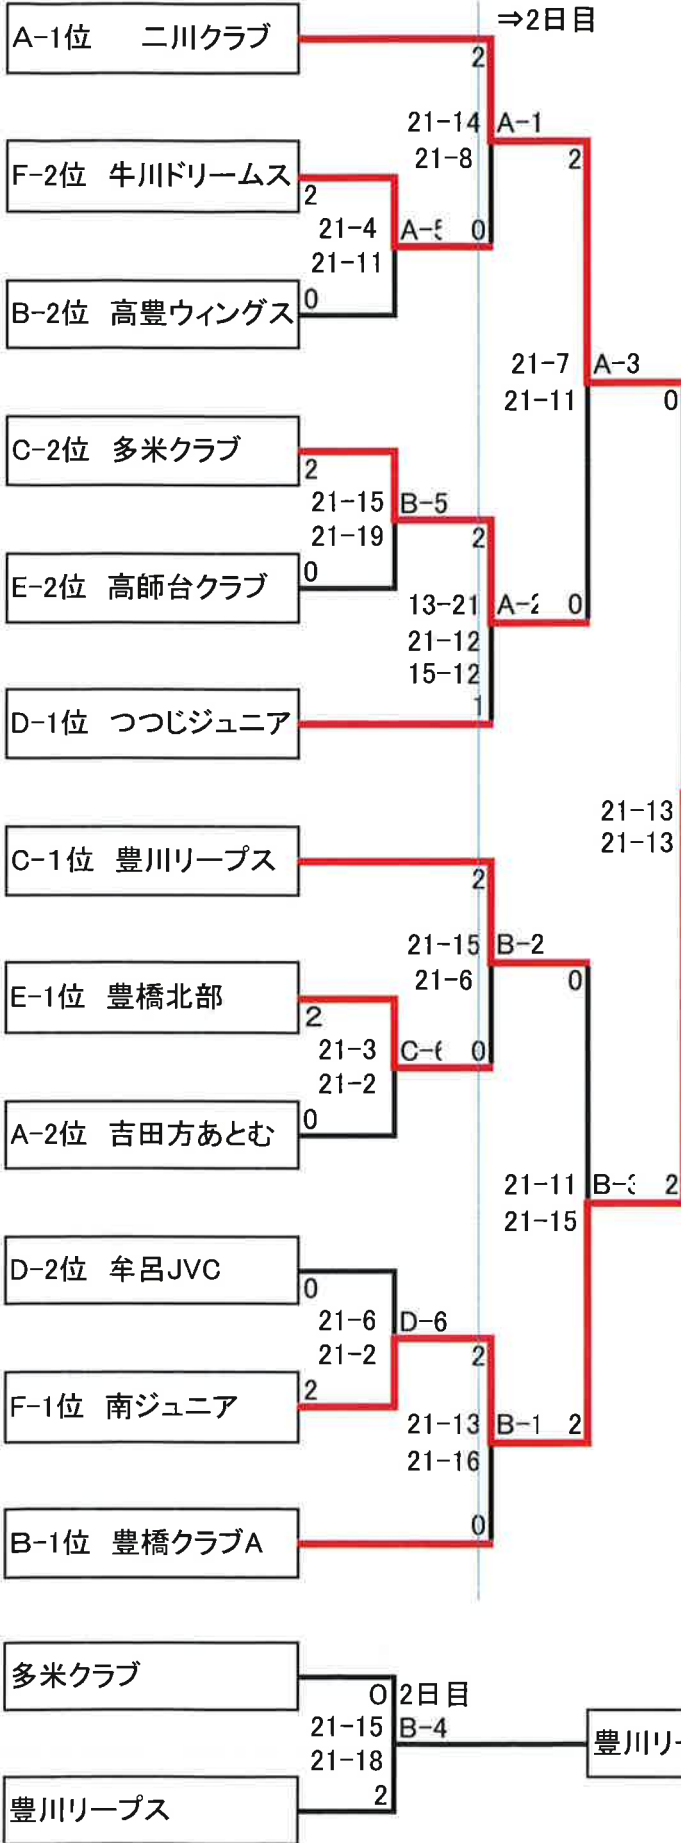 A-1位 二川クラブ
⇒2日目
2
21-14 A-1
21-8 2
F-2位 牛川ドリームス
2
21-4 A-5 0
21-11
B-2位 高豊ウィングス
0
21-7 A-3
21-11 0
C-2位 多米クラブ
2
21-15 B-5
21-19 2
E-2位 高師台クラブ
0
13-21 A-2 0
21-12
15-12
1
D-1位 つつじジュニア
21-13
21-13
C-1位 豊川リープス
2
21-15 B-2
21-6 0
E-1位 豊橋北部
2
21-3 C-6 0
21-2
A-2位 吉田方あとむ
0
21-11 B-3 2
21-15
D-2位 牟呂JVC
0
21-6 D-6
21-2 2
F-1位 南ジュニア
2
21-13 B-1 2
21-16
0
B-1位 豊橋クラブA
多米クラブ
0 2日目
21-15 B-4
21-18
2
豊川リー
豊川リープス